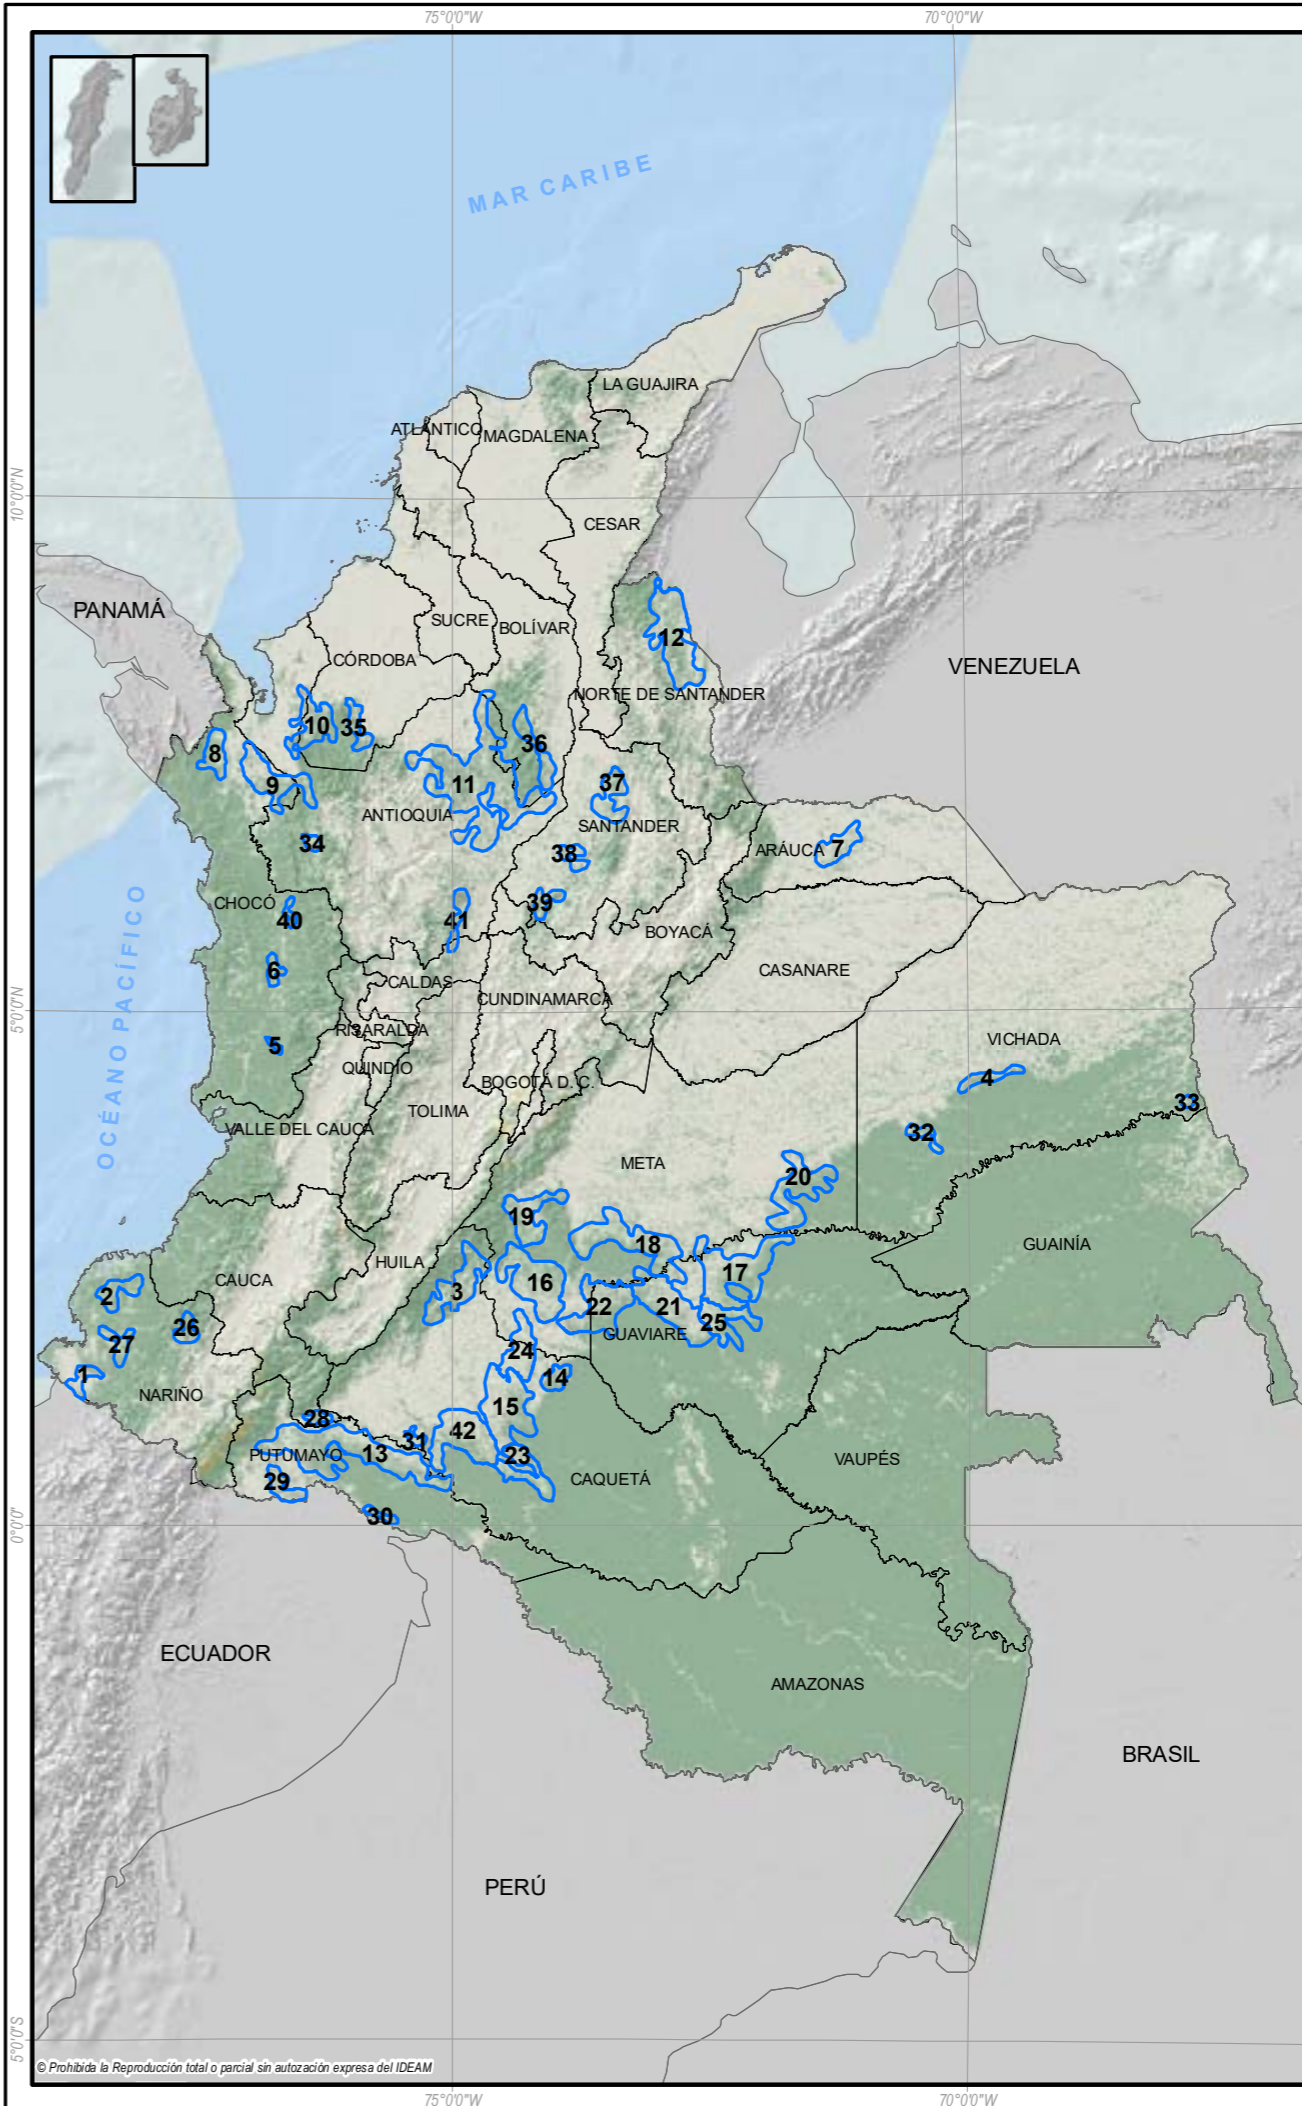 75°0'0"W
70°0'0"W
MAR CARIBE
LA GUAJIRA
ATLÁNTICO
MAGDALENA
10°0'0"N
CESAR
PANAMÁ
SUCRE
BOLÍVAR
12
CÓRDOBA
VENEZUELA
NORTE DE SANTANDER
10
35
8
36
9
11
37
ANTIOQUIA
SANTANDER
34
38
ARÁUCA
7
CHOCÓ
39
40
41
BOYACÁ
OCÉANO PACÍFICO
6
CALDAS
CASANARE
CUNDINAMARCA
5°0'0"N
RISARALDA
5
VICHADA
QUINDÍO
BOGOTÁ D. C.
4
TOLIMA
33
VALLE DEL CAUCA
32
META
20
19
18
GUAINÍA
HUILA
17
CAUCA
16
3
2
22
21
26
25
27
GUAVIARE
24
1
14
NARIÑO
15
28
42
31
13
PUTUMAYO
23
VAUPÉS
29
CAQUETÁ
30
0°0'0"
ECUADOR
AMAZONAS
BRASIL
PERÚ
5°0'0"S
© Prohibida la Reproducción total o parcial sin autozación expresa del IDEAM
75°0'0"W
70°0'0"W